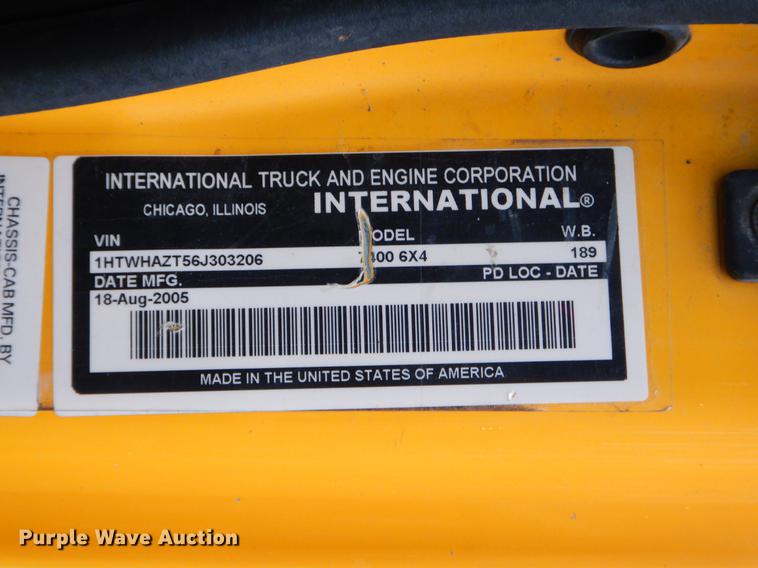 INTERNATIONAL TRUCK AND ENGINE CORPORATION
CHICAGO, ILLINOIS INTERNATIONAL®
VIN MODEL W.B.
1HTWHAZT56J303206 7400 6X4 189
DATE MFG. PD LOC - DATE
18-Aug-2005
MADE IN THE UNITED STATES OF AMERICA
CHASSIS-CAB MFD, BY
Purple Wave Auction